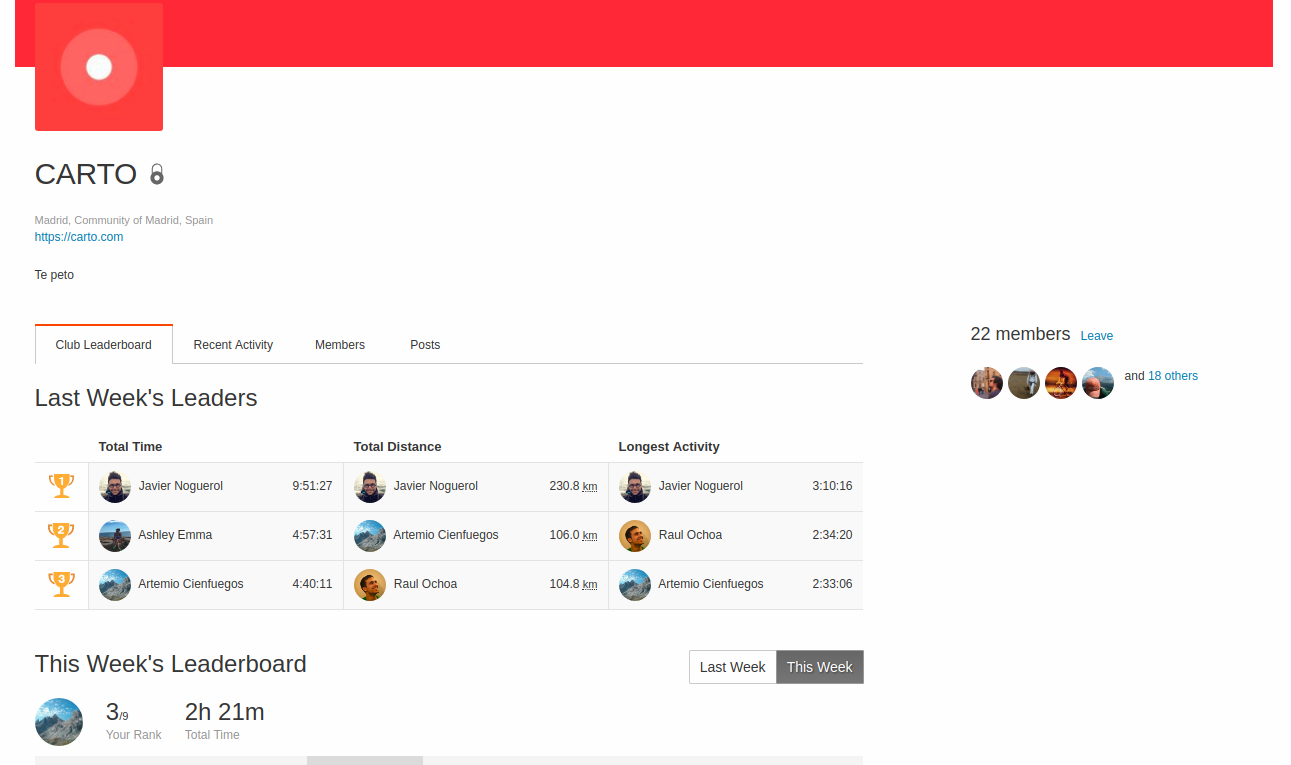 CARTO
Madrid, Community of Madrid, Spain
https://carto.com
Te peto
Club Leaderboard Recent Activity Members Posts
22 members Leave
and 18 others
Last Week's Leaders
Total Time Total Distance Longest Activity
1 Javier Noguerol 9:51:27 Javier Noguerol 230.8 km Javier Noguerol 3:10:16
2 Ashley Emma 4:57:31 Artemio Cienfuegos 106.0 km Raul Ochoa 2:34:20
3 Artemio Cienfuegos 4:40:11 Raul Ochoa 104.8 km Artemio Cienfuegos 2:33:06
This Week's Leaderboard Last Week This Week
3/9 2h 21m
Your Rank Total Time